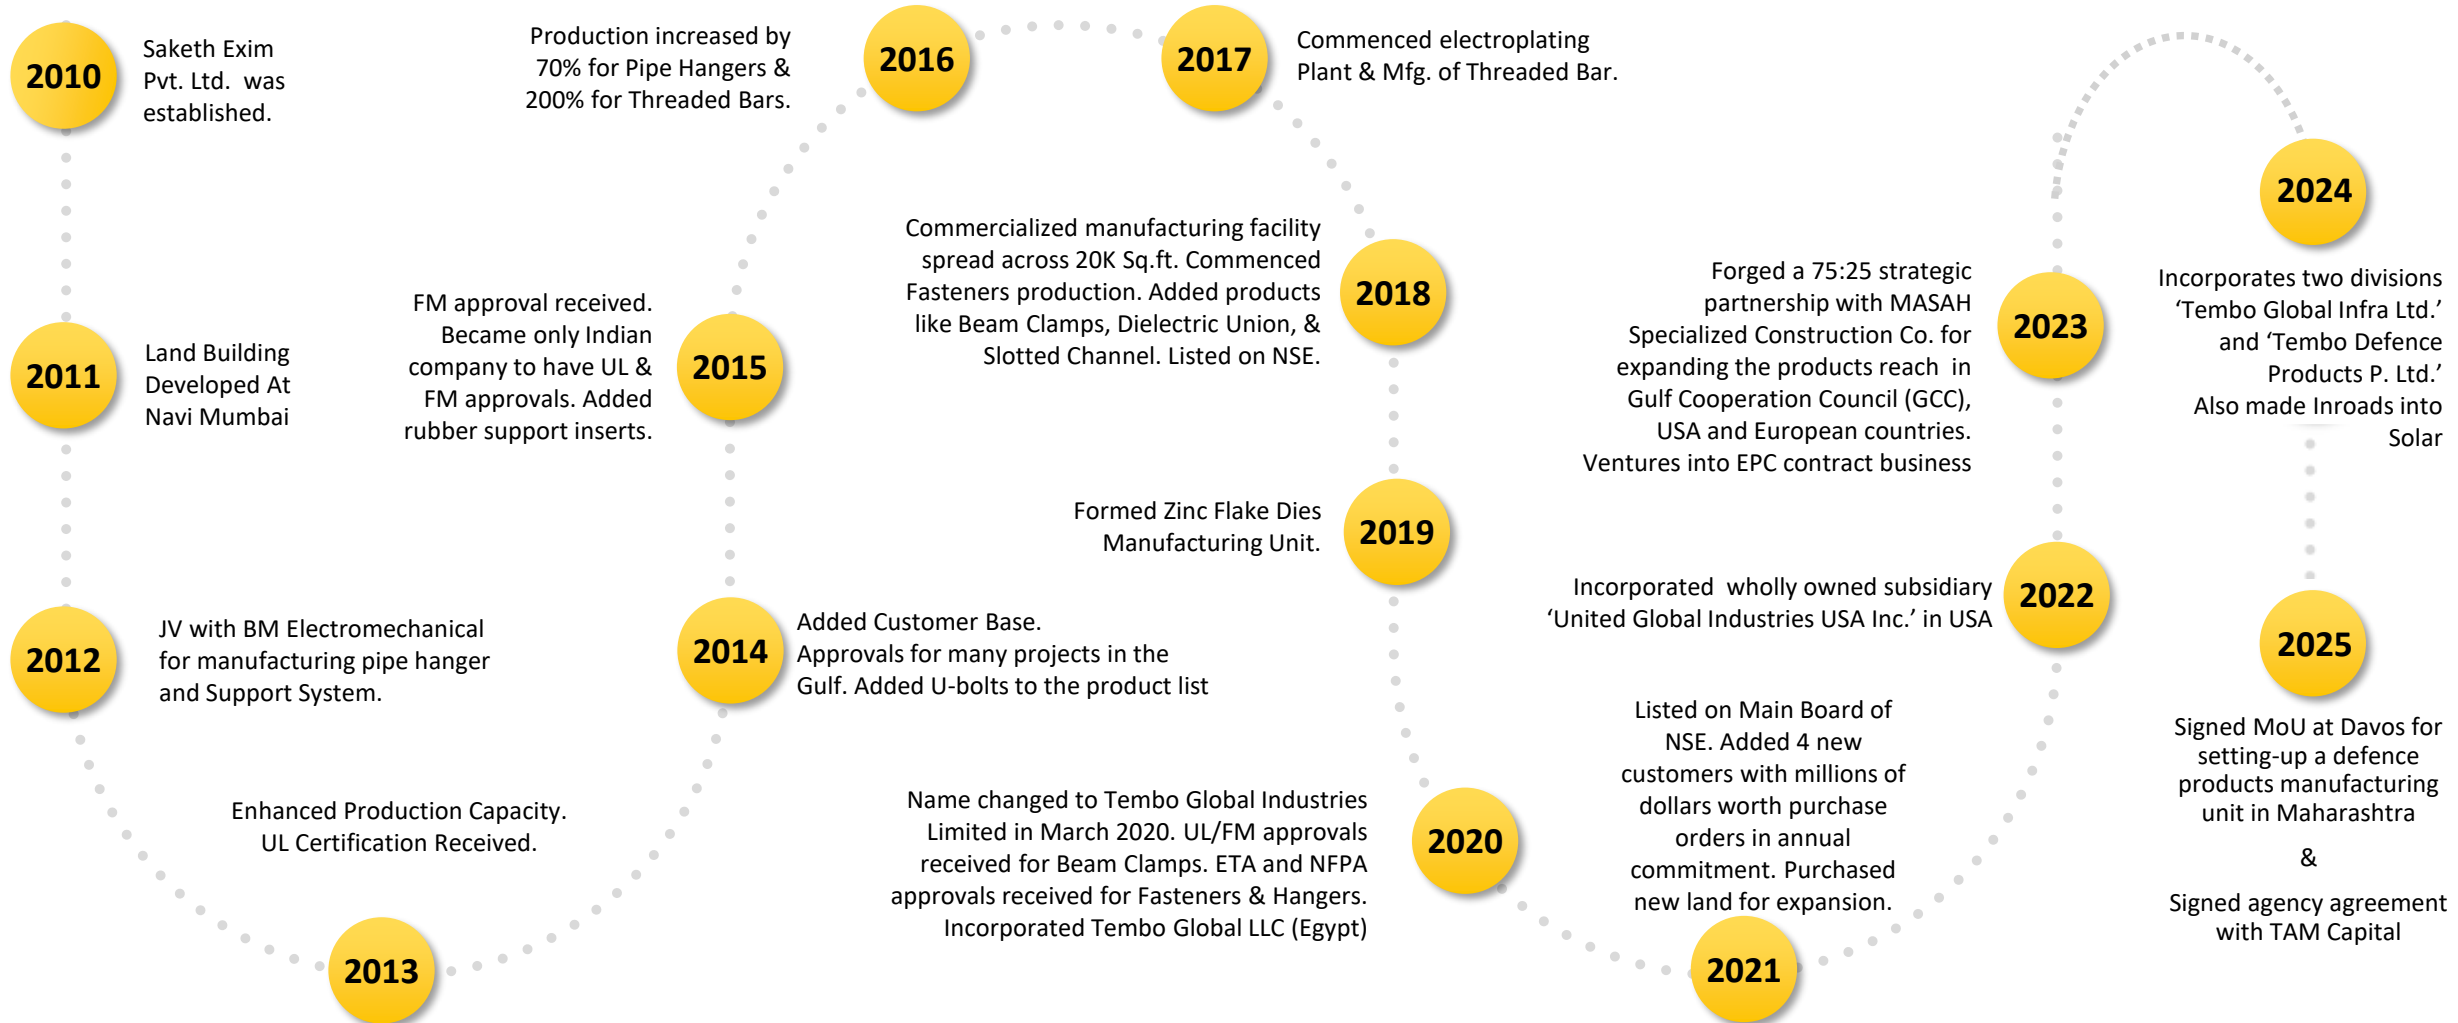 2010
Saketh Exim
Pvt. Ltd. was
established.
2011
Land Building
Developed At
Navi Mumbai
2012
JV with BM Electromechanical
for manufacturing pipe hanger
and Support System.
2013
Enhanced Production Capacity.
UL Certification Received.
2014
Added Customer Base.
Approvals for many projects in the
Gulf. Added U-bolts to the product list
2015
FM approval received.
Became only Indian
company to have UL &
FM approvals. Added
rubber support inserts.
2016
Production increased by
70% for Pipe Hangers &
200% for Threaded Bars.
2017
Commenced electroplating
Plant & Mfg. of Threaded Bar.
2018
Commercialized manufacturing facility
spread across 20K Sq.ft. Commenced
Fasteners production. Added products
like Beam Clamps, Dielectric Union, &
Slotted Channel. Listed on NSE.
2019
Formed Zinc Flake Dies
Manufacturing Unit.
2020
Name changed to Tembo Global Industries
Limited in March 2020. UL/FM approvals
received for Beam Clamps. ETA and NFPA
approvals received for Fasteners & Hangers.
Incorporated Tembo Global LLC (Egypt)
2021
Listed on Main Board of
NSE. Added 4 new
customers with millions of
dollars worth purchase
orders in annual
commitment. Purchased
new land for expansion.
2022
Incorporated wholly owned subsidiary
‘United Global Industries USA Inc.’ in USA
2023
Forged a 75:25 strategic
partnership with MASAH
Specialized Construction Co. for
expanding the products reach in
Gulf Cooperation Council (GCC),
USA and European countries.
Ventures into EPC contract business
2024
Incorporates two divisions
‘Tembo Global Infra Ltd.’
and ‘Tembo Defence
Products P. Ltd.’
Also made Inroads into
Solar
2025
Signed MoU at Davos for
setting-up a defence
products manufacturing
unit in Maharashtra
&
Signed agency agreement
with TAM Capital